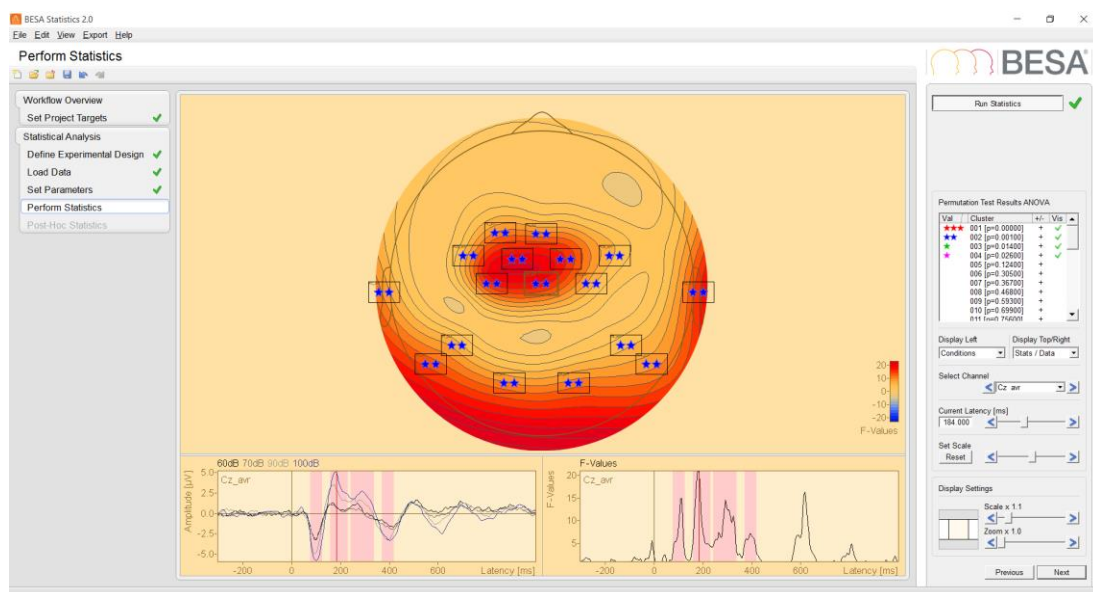 BESA Statistics 2.0
File Edit View Export Help
Perform Statistics
BESA
Workflow Overview
Set Project Targets
Statistical Analysis
Define Experimental Design
Load Data
Set Parameters
Perform Statistics
Post-Hoc Statistics
20
10
0
-10
-20
F-Values
60dB 70dB 90dB 100dB
Cz_avr
Amplitude [µV]
5.0
2.5
0.0
-2.5
-5.0
-200 0 200 400 600 Latency [ms]
F-Values
Cz_avr
F-Values
20
15
10
5
-200 0 200 400 600 Latency [ms]
Run Statistics
Permutation Test Results ANOVA
Val Cluster +/- Vis
001 [p=0.00000] +
002 [p=0.00100] +
003 [p=0.01400] +
004 [p=0.02600] +
005 [p=0.12400] +
006 [p=0.30500] +
007 [p=0.36700] +
008 [p=0.46800] +
009 [p=0.59300] +
010 [p=0.69900] +
011 [p=0.75600] +
Display Left Display Top/Right
Conditions Stats / Data
Select Channel
Cz avr
Current Latency [ms]
184.000
Set Scale
Reset
Display Settings
Scale x 1.1
Zoom x 1.0
Previous Next